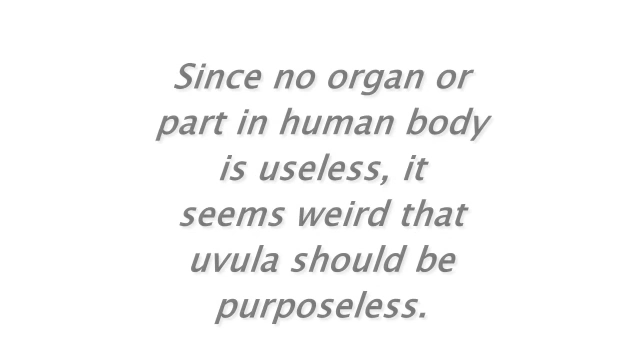 Since no organ or
part in human body
is useless, it
seems weird that
uvula should be
purposeless.